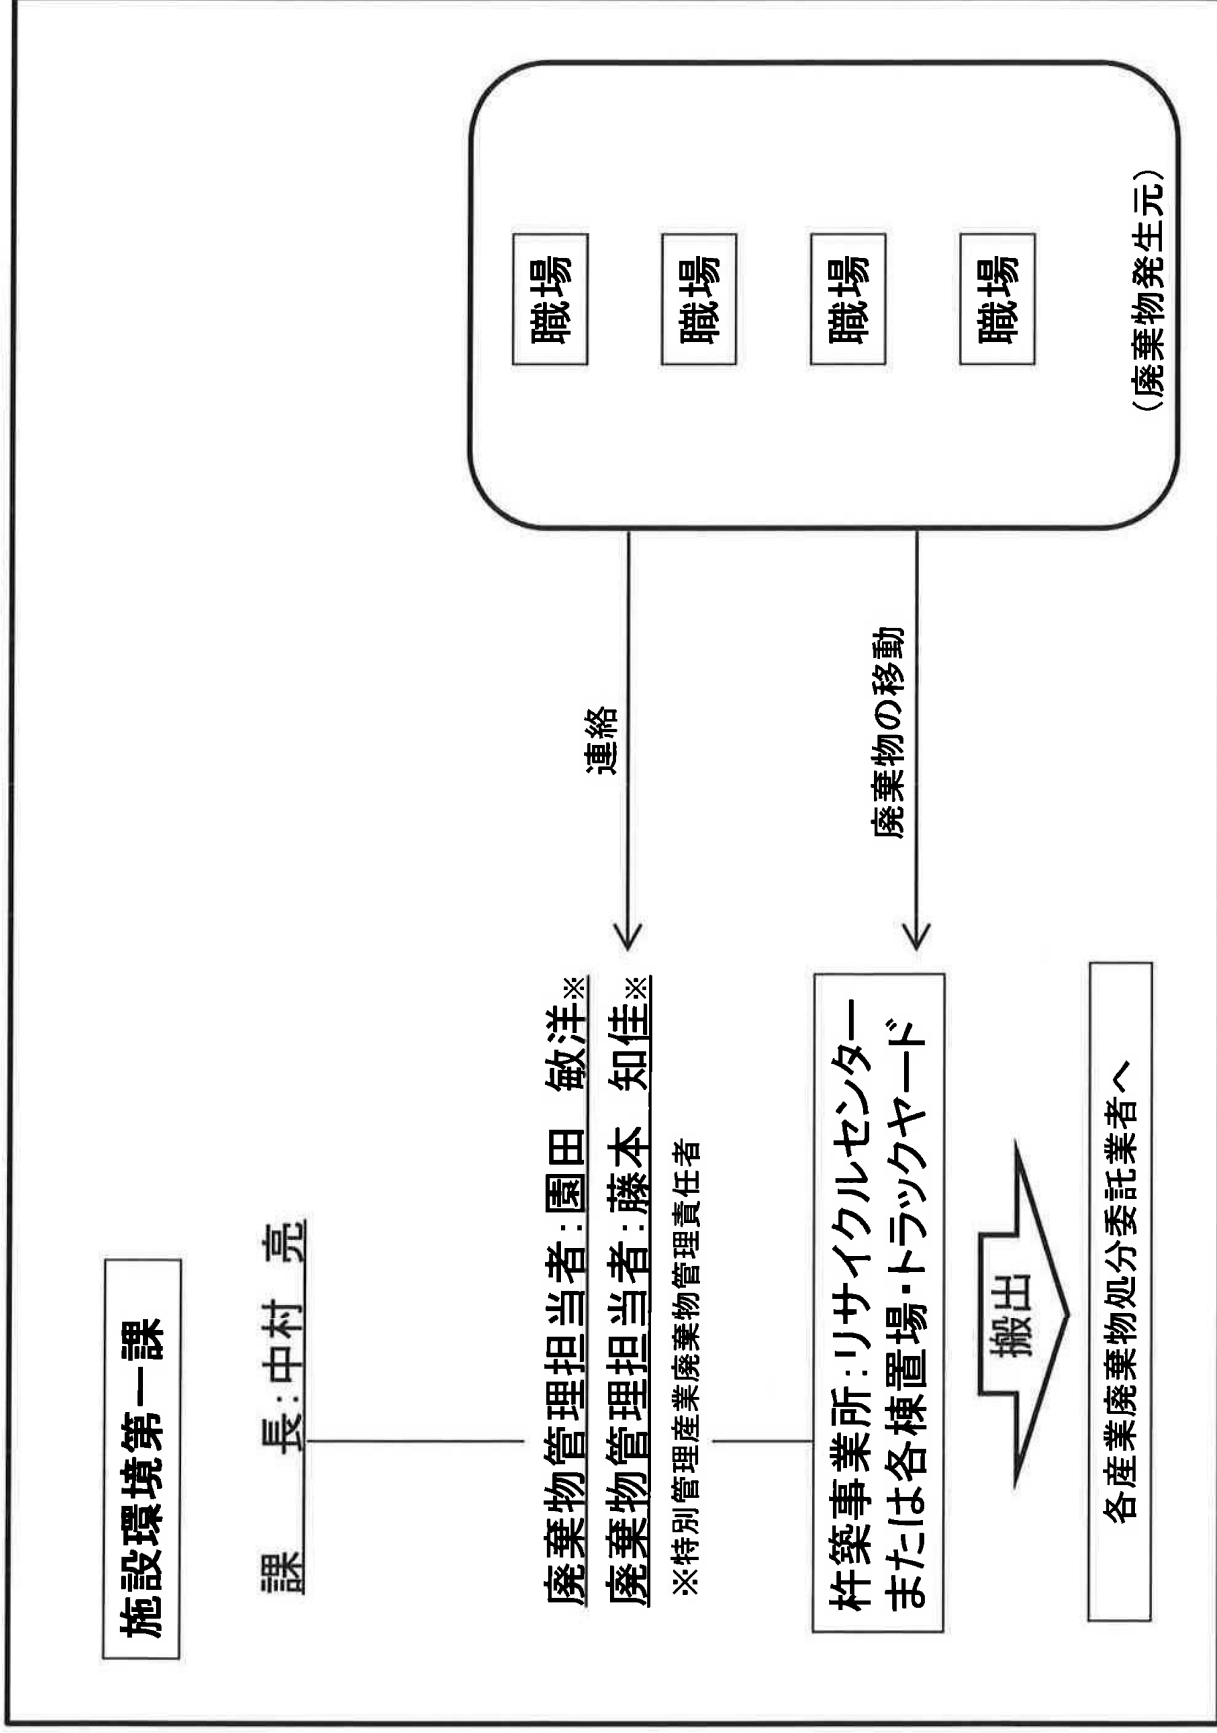 施設環境第一課
課　　長:中村　亮
廃棄物管理担当者:園田　敏洋※
廃棄物管理担当者:藤本　知佳※
※特別管理産業廃棄物管理責任者
連絡
職場
職場
職場
職場
(廃棄物発生元)
廃棄物の移動
杵築事業所:リサイクルセンター
または各棟置場・トラックヤード
搬出
各産業廃棄物処分委託業者へ